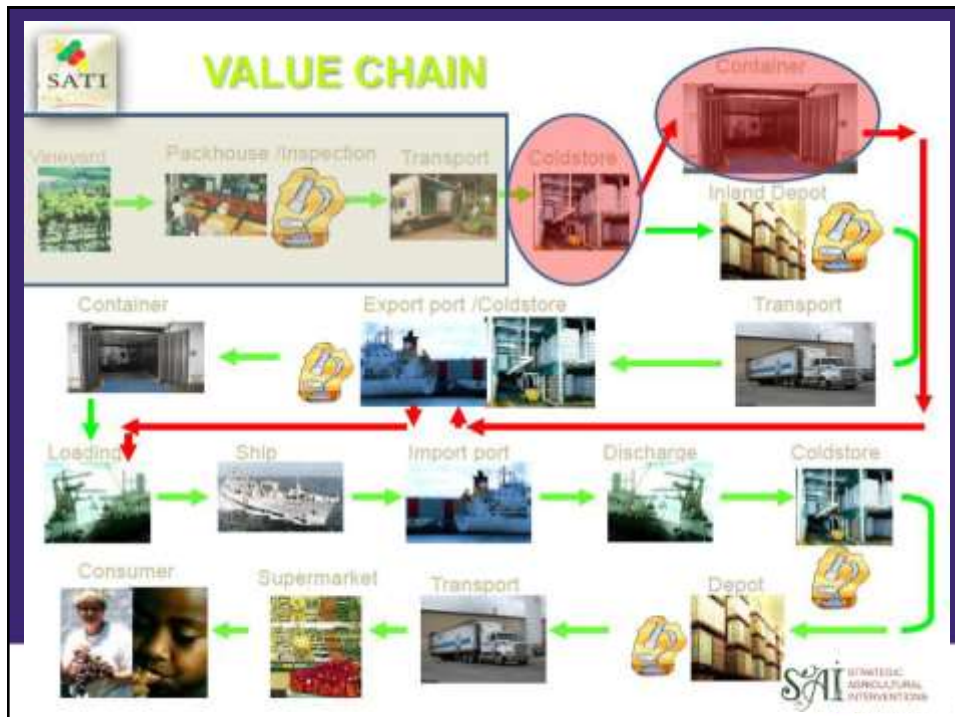 SATI
VALUE CHAIN
Container
Vineyard
Packhouse /Inspection
Transport
Coldstore
Inland Depot
Container
Export port /Coldstore
Transport
Loading
Ship
Import port
Discharge
Coldstore
Consumer
Supermarket
Transport
Depot
SAI
STRATEGIC
AGRICULTURAL
INTERVENTIONS